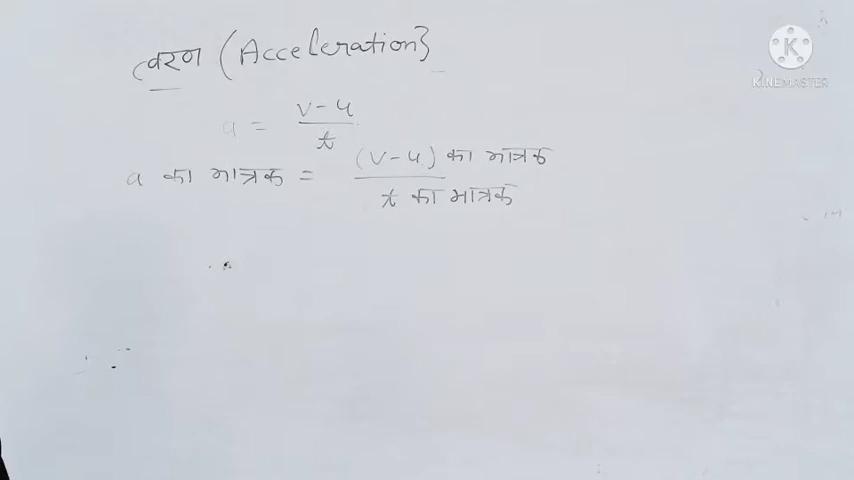 त्वरण (Acceleration}
K
KINEMASTER
a = v-u / t
a का मात्रक = (v-u) का मात्रक / t का मात्रक